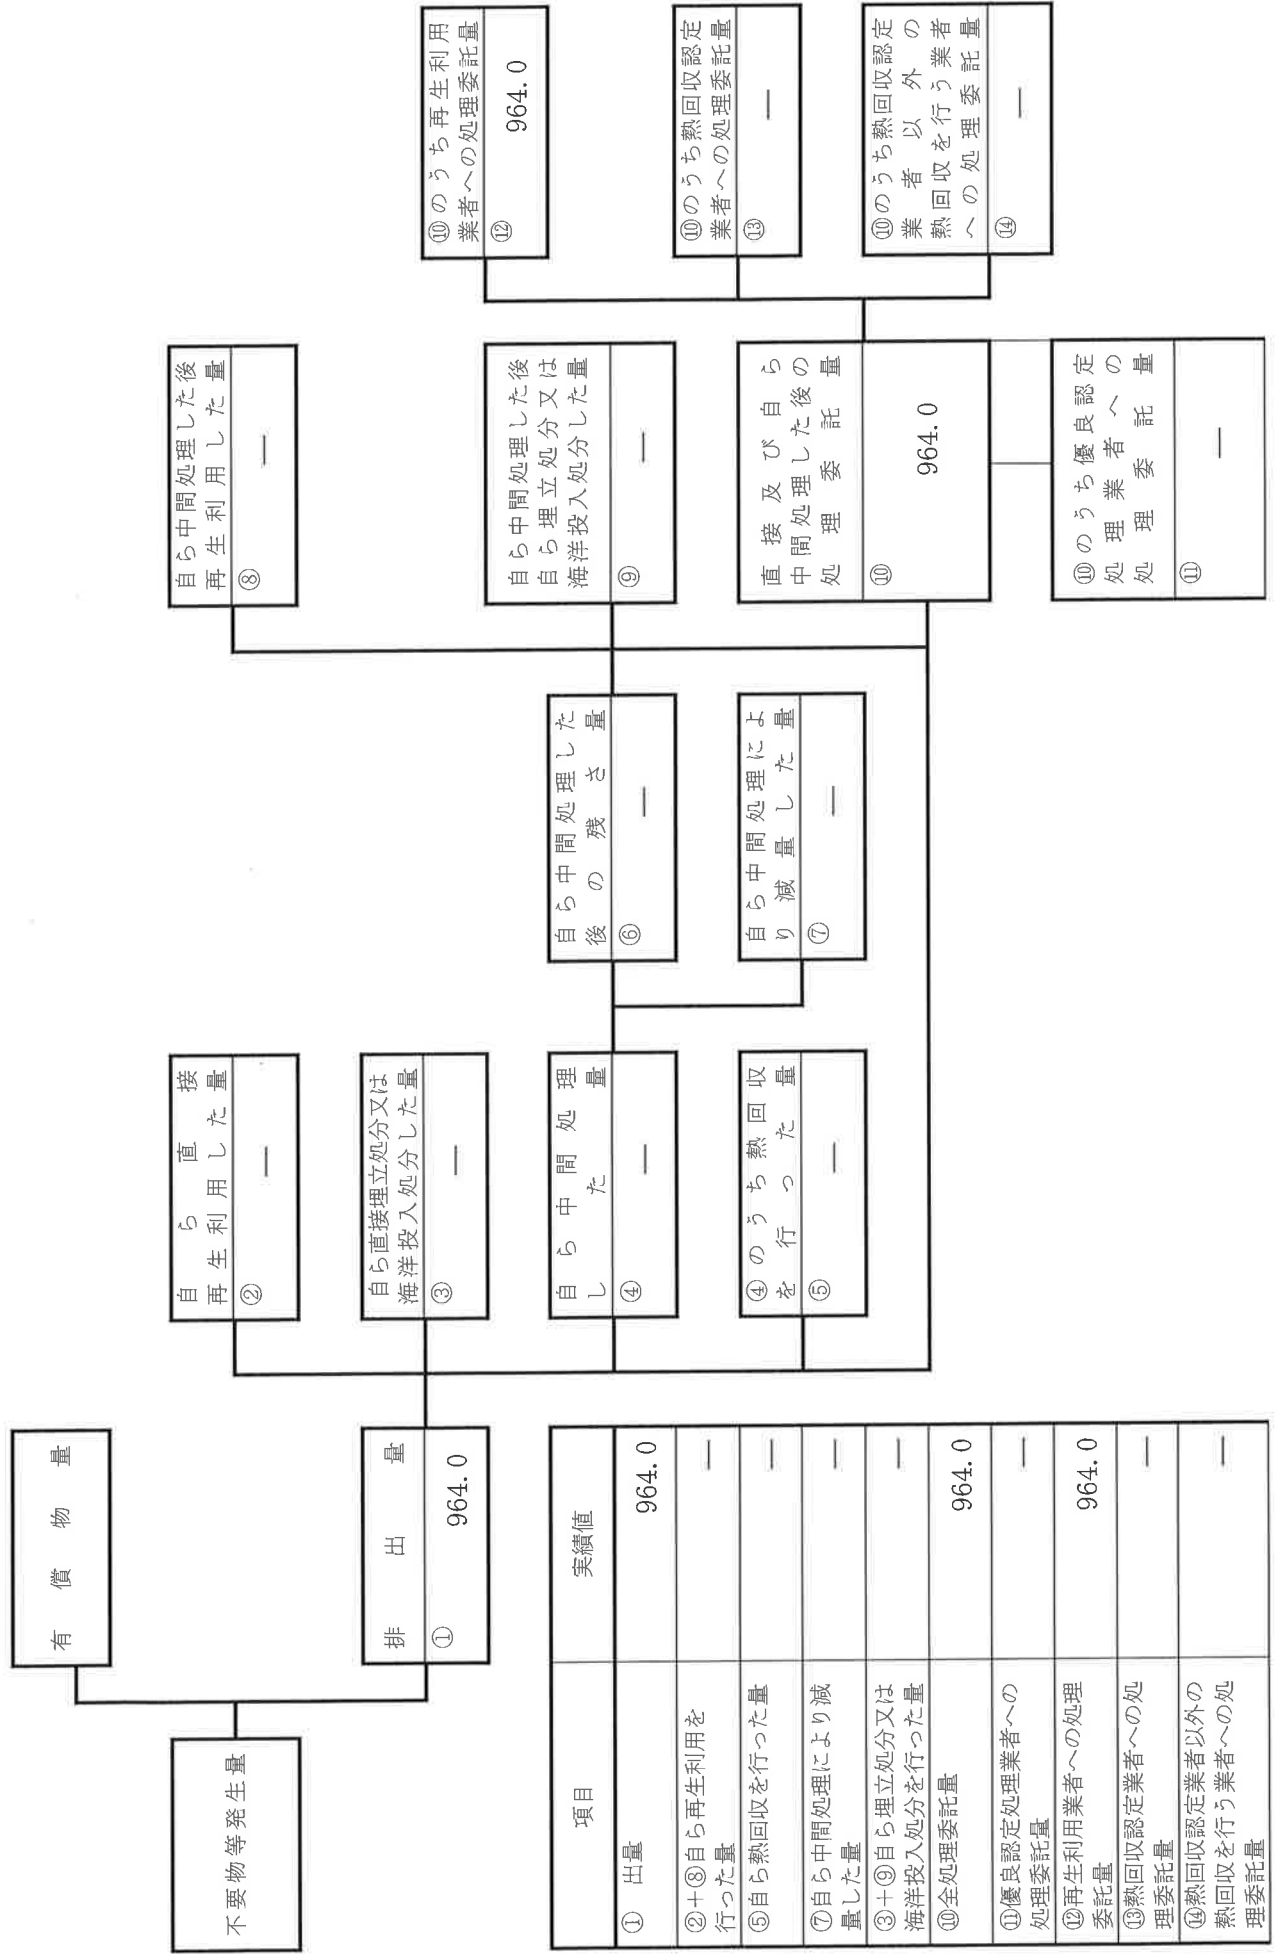 有償物量
不要物等発生量
排出量
①
964.0
自ら直接
再生利用した量
②
—
自ら直接埋立処分又は
海洋投入処分した量
③
—
自ら中間処理
した量
④
—
④のうち熱回収
を行った量
⑤
—
自ら中間処理した
後の残さ量
⑥
—
自ら中間処理によ
り減量した量
⑦
—
自ら中間処理した後
再生利用した量
⑧
—
自ら中間処理した後
自ら埋立処分又は
海洋投入処分した量
⑨
—
直接及び自ら
中間処理した後の
処理委託量
⑩
964.0
⑩のうち優良認定
処理業者への
処理委託量
⑪
—
⑩のうち再生利用
業者への処理委託量
⑫
964.0
⑩のうち熱回収認定
業者への処理委託量
⑬
—
⑩のうち熱回収認定
業者以外の
熱回収を行う業者
への処理委託量
⑭
—
項目 実績値
① 出量 964.0
②+⑧自ら再生利用を
行った量 —
⑤自ら熱回収を行った量 —
⑦自ら中間処理により減
量した量 —
③+⑨自ら埋立処分又は
海洋投入処分を行った量 —
⑩全処理委託量 964.0
⑪優良認定処理業者への
処理委託量 —
⑫再生利用業者への処理
委託量 964.0
⑬熱回収認定業者への処
理委託量 —
⑭熱回収認定業者以外の
熱回収を行う業者への処
理委託量 —